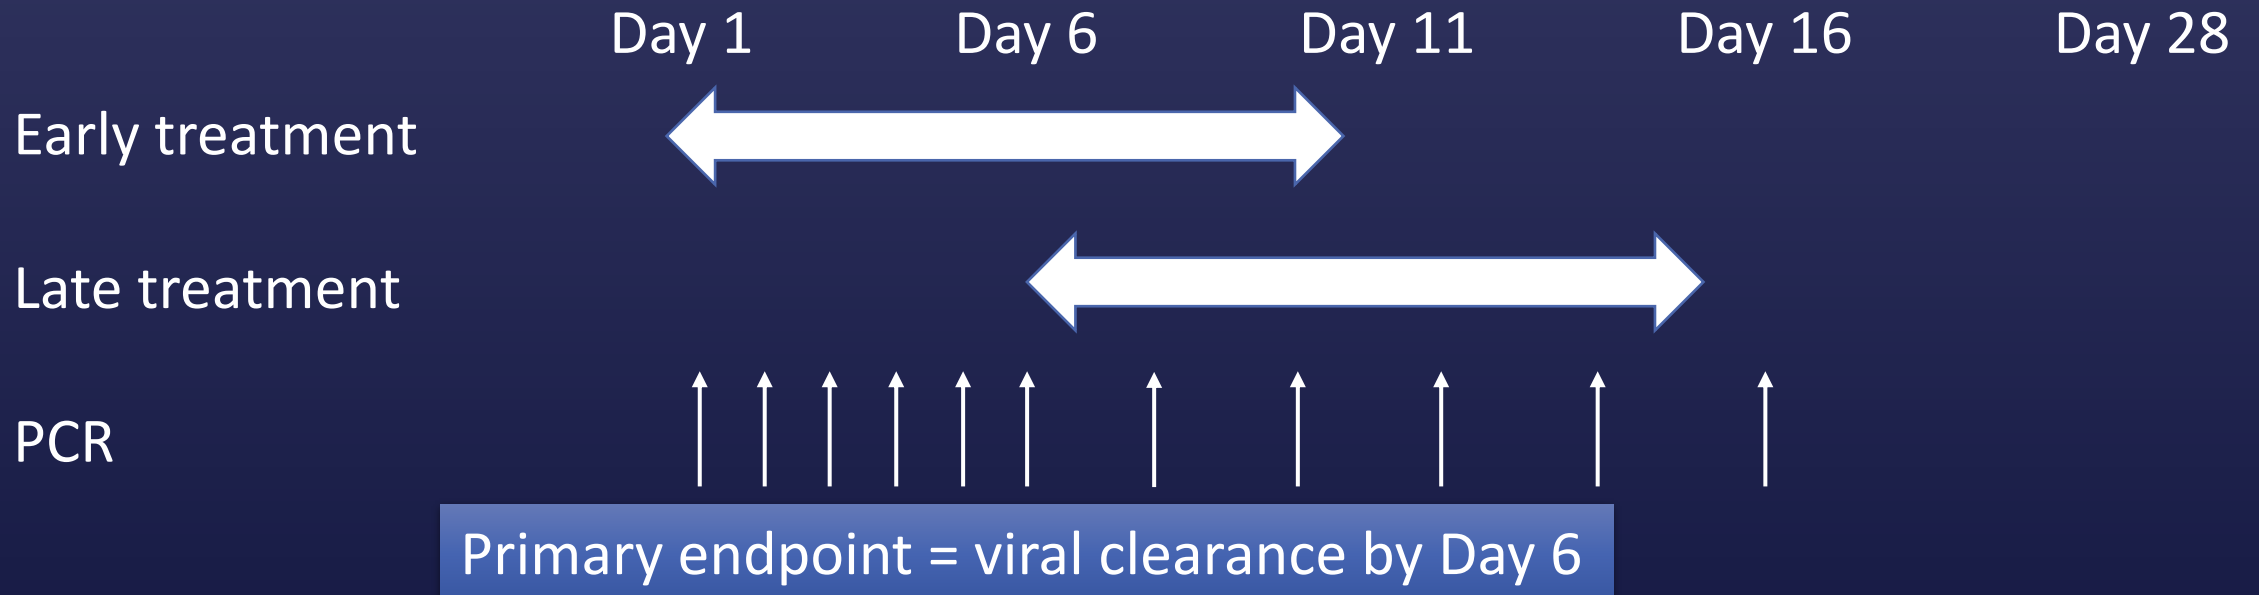 Day 1 Day 6 Day 11 Day 16 Day 28
Early treatment
Late treatment
PCR
Primary endpoint = viral clearance by Day 6